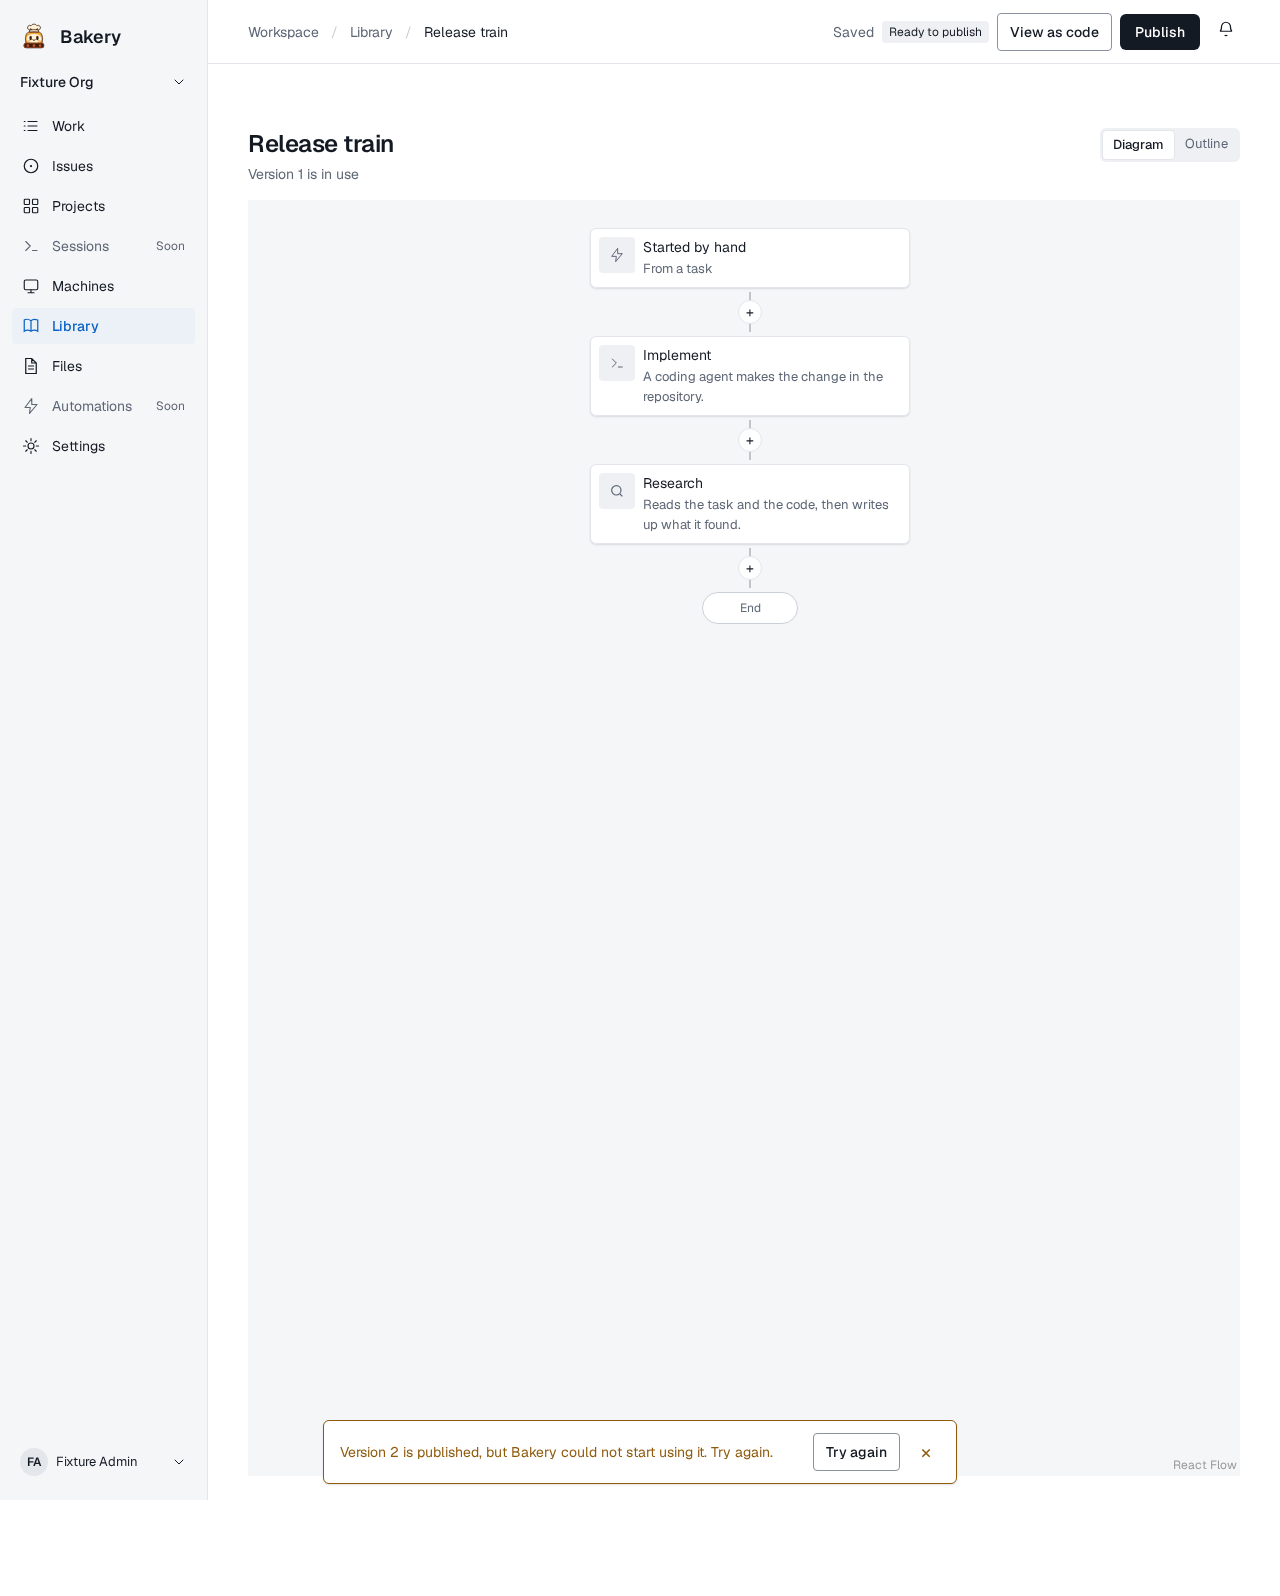 Bakery
Fixture Org
Work
Issues
Projects
Sessions Soon
Machines
Library
Files
Automations Soon
Settings
FA Fixture Admin
Workspace / Library / Release train
Saved Ready to publish View as code Publish
Release train
Version 1 is in use
Diagram Outline
Started by hand
From a task
+
Implement
A coding agent makes the change in the
repository.
+
Research
Reads the task and the code, then writes
up what it found.
+
End
Version 2 is published, but Bakery could not start using it. Try again. Try again ×
React Flow